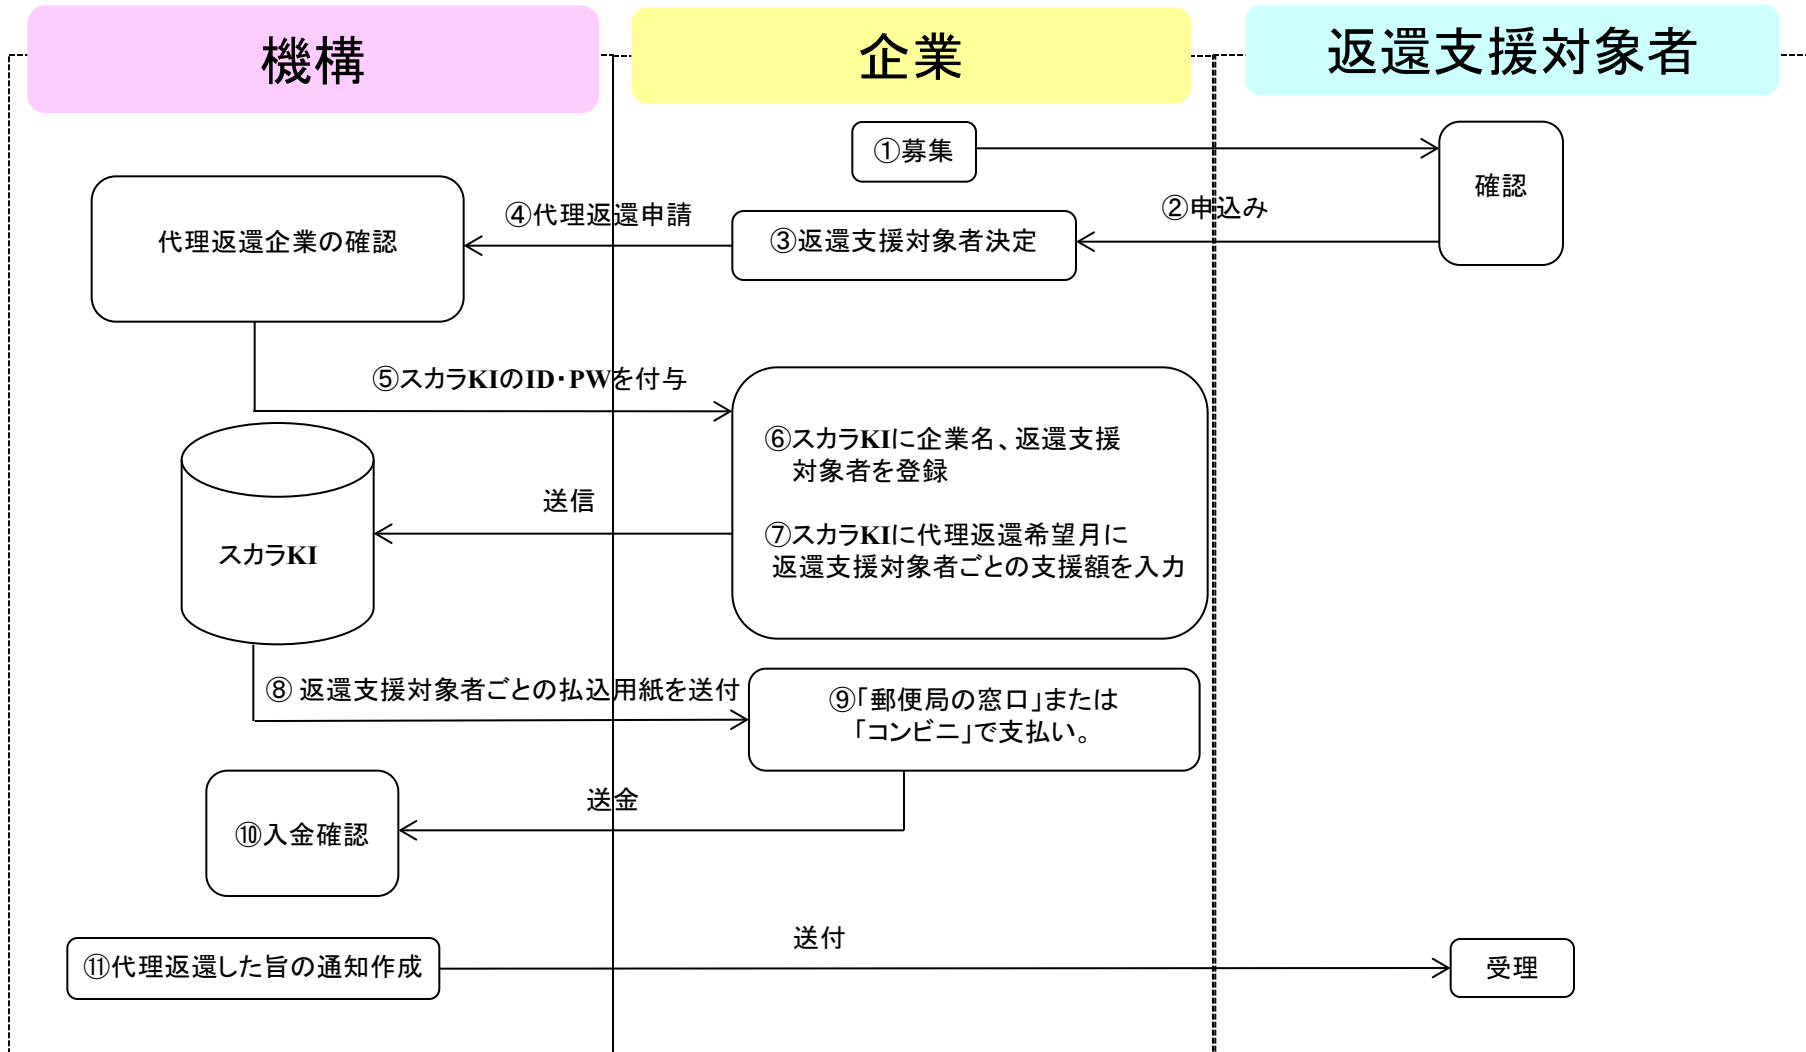 機構
企業
返還支援対象者
①募集
確認
②申込み
④代理返還申請
③返還支援対象者決定
代理返還企業の確認
⑤スカラKIのID・PWを付与
⑥スカラKIに企業名、返還支援
対象者を登録
送信
⑦スカラKIに代理返還希望月に
返還支援対象者ごとの支援額を入力
スカラKI
⑧ 返還支援対象者ごとの払込用紙を送付
⑨「郵便局の窓口」または
「コンビニ」で支払い。
送金
⑩入金確認
送付
⑪代理返還した旨の通知作成
受理